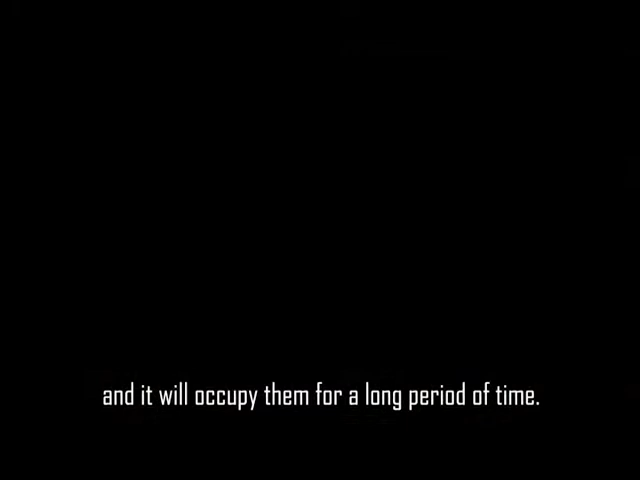 and it will occupy them for a long period of time.